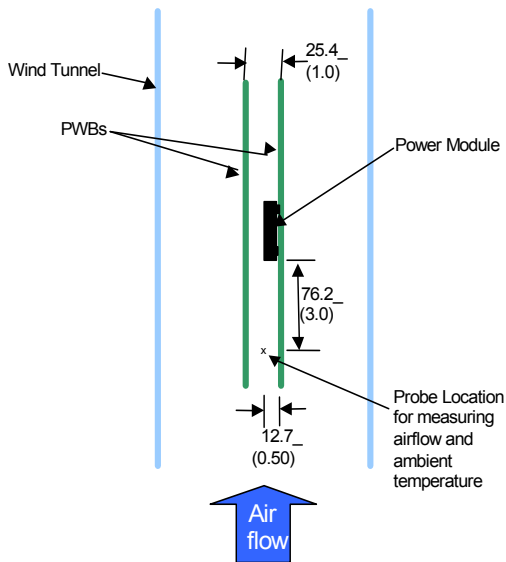 25.4_
(1.0)
Wind Tunnel
PWBs
Power Module
76.2_
(3.0)
x
Probe Location
for measuring
airflow and
ambient
temperature
12.7_
(0.50)
Air
flow